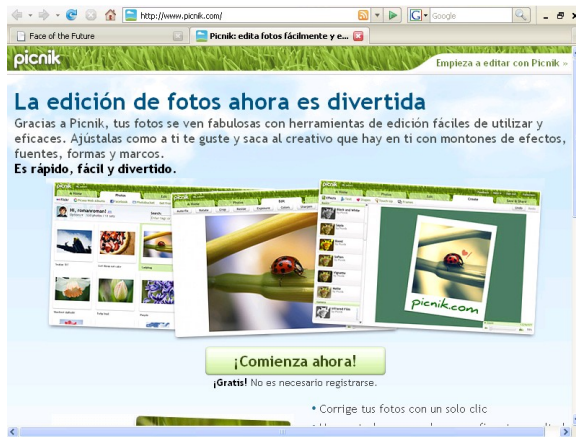 http://www.picnik.com/
Google
Face of the Future
Picnik: edita fotos fácilmente y e...
picnik
Empieza a editar con Picnik »
La edición de fotos ahora es divertida
Gracias a Picnik, tus fotos se ven fabulosas con herramientas de edición fáciles de utilizar y
eficaces. Ajústalas como a ti te guste y saca al creativo que hay en ti con montones de efectos,
fuentes, formas y marcos.
Es rápido, fácil y divertido.
Hi, romanroman!
picnik.com
¡Comienza ahora!
¡Gratis! No es necesario registrarse.
• Corrige tus fotos con un solo clic